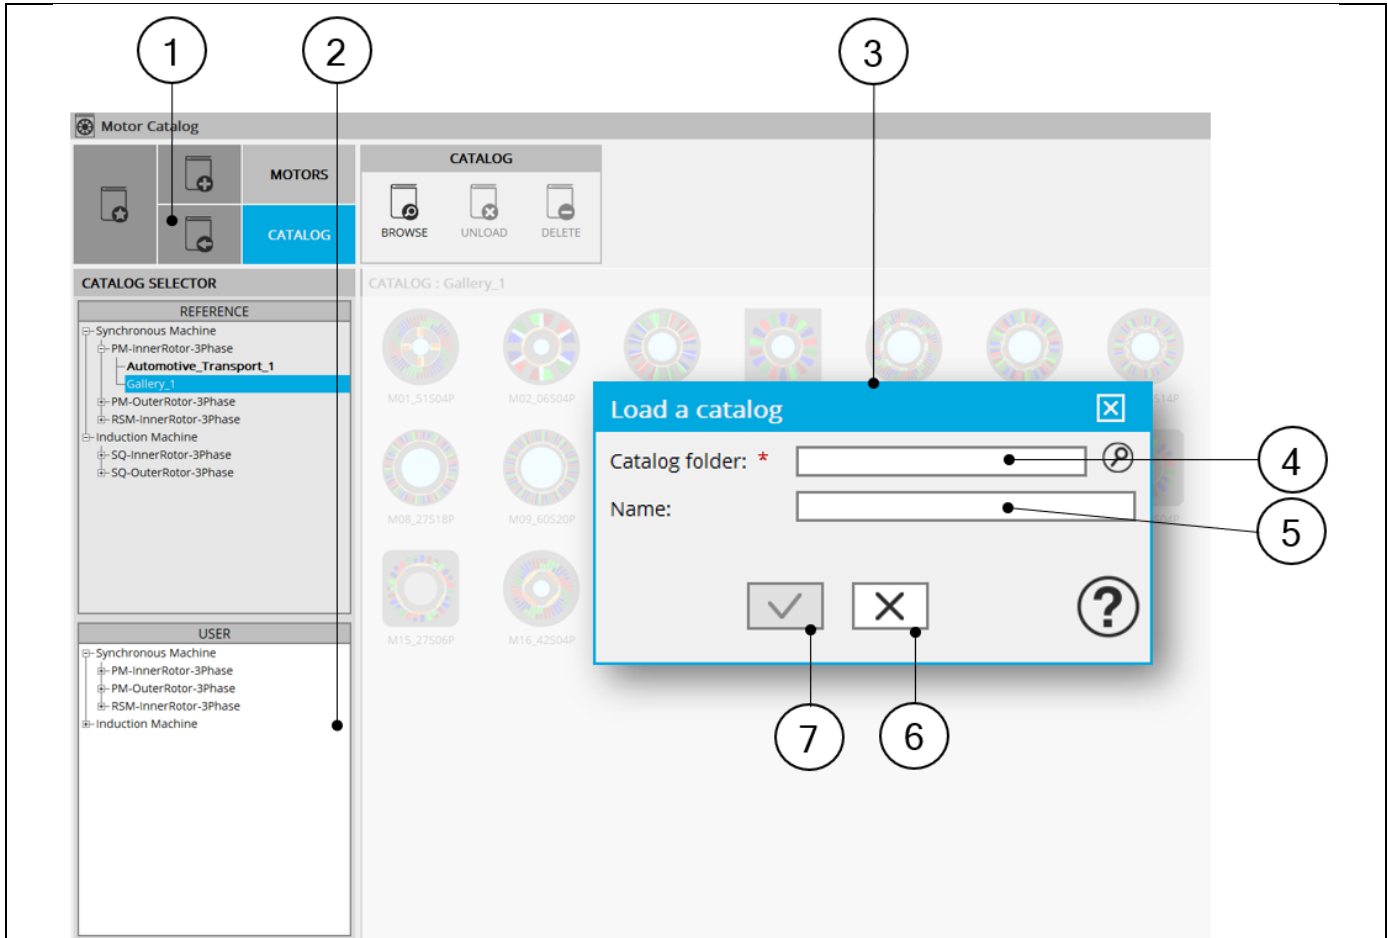 1
2
3
Motor Catalog
MOTORS
CATALOG
CATALOG
BROWSE
UNLOAD
DELETE
CATALOG SELECTOR
CATALOG : Gallery_1
REFERENCE
Synchronous Machine
PM-InnerRotor-3Phase
Automotive_Transport_1
Gallery_1
PM-OuterRotor-3Phase
RSM-InnerRotor-3Phase
Induction Machine
SQ-InnerRotor-3Phase
SQ-OuterRotor-3Phase
M01_51S04P
M02_06S04P
S14P
Load a catalog
Catalog folder: *
4
Name:
5
M08_27S18P
M09_60S20P
S04P
M15_27S06P
M16_42S04P
?
USER
Synchronous Machine
PM-InnerRotor-3Phase
PM-OuterRotor-3Phase
RSM-InnerRotor-3Phase
Induction Machine
7
6